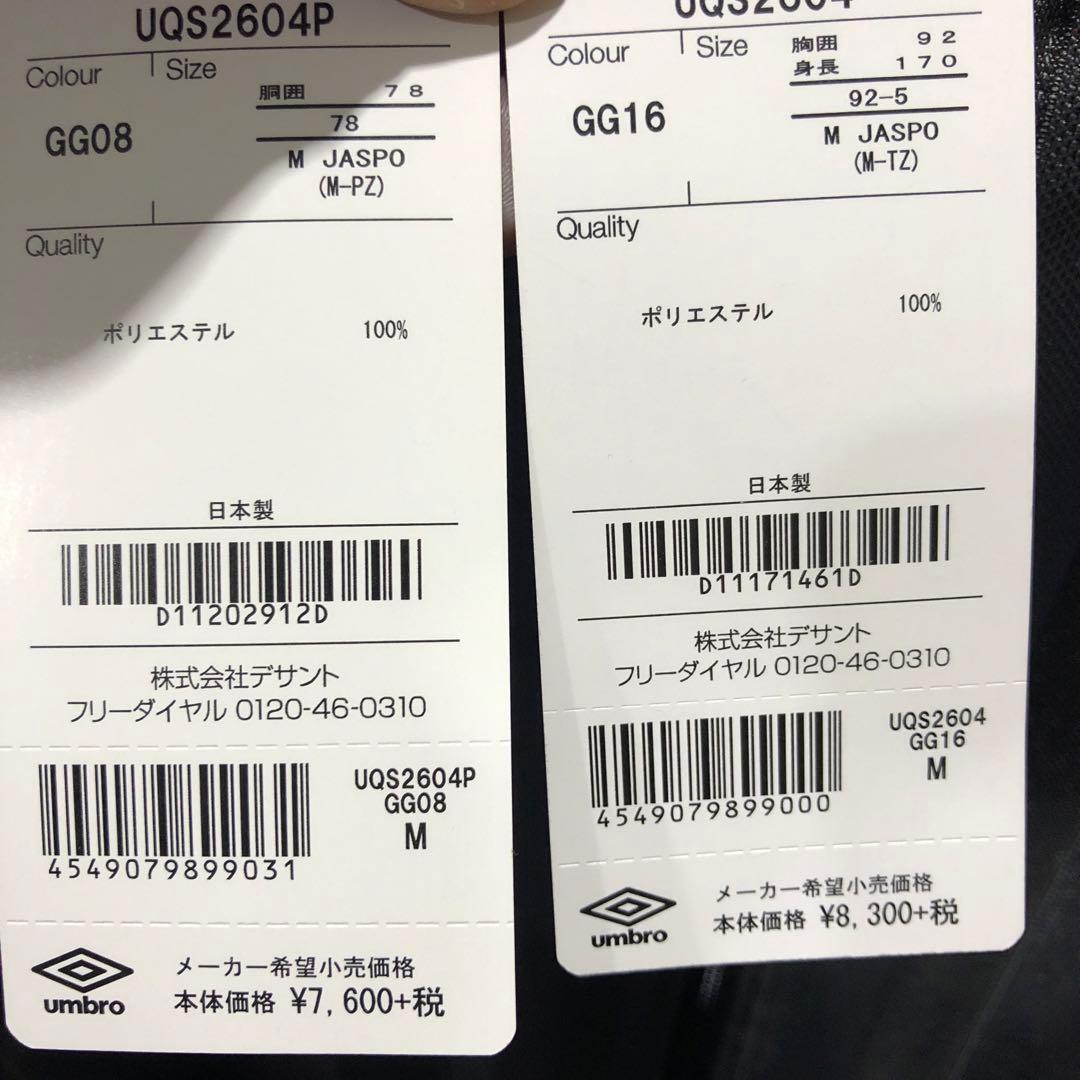 UQS2604P
Colour
Size
胴囲 78
78
GG08
M JASPO
(M-PZ)
Quality
ポリエステル 100%
日本製
D11202912D
株式会社デサント
フリーダイヤル 0120-46-0310
UQS2604P
GG08
M
4549079899031
umbro
メーカー希望小売価格
本体価格 ¥7,600+税
UQS2604
Colour
Size
胸囲 92
身長 170
92-5
GG16
M JASPO
(M-TZ)
Quality
ポリエステル 100%
日本製
D11171461D
株式会社デサント
フリーダイヤル 0120-46-0310
UQS2604
GG16
M
4549079899000
umbro
メーカー希望小売価格
本体価格 ¥8,300+税